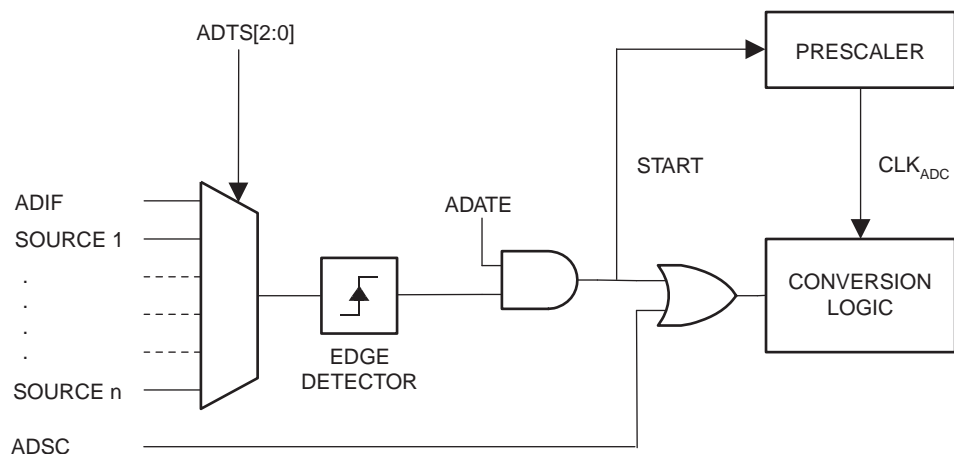 ADTS[2:0]
PRESCALER
START
CLKADC
ADIF
SOURCE 1
.
.
.
.
SOURCE n
ADSC
ADATE
EDGE
DETECTOR
CONVERSION
LOGIC